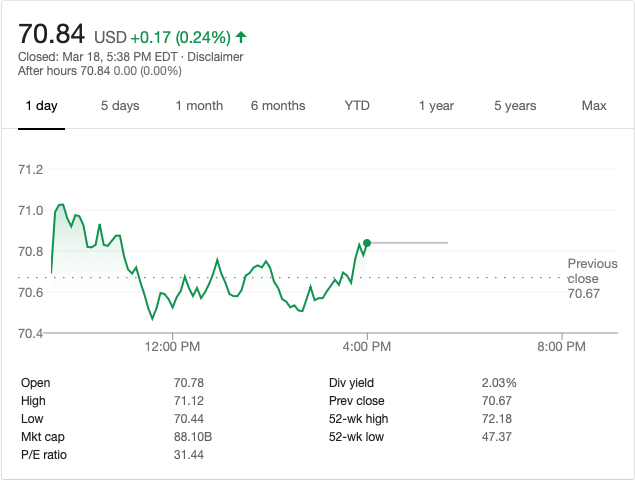 70.84 USD +0.17 (0.24%) ↑
Closed: Mar 18, 5:38 PM EDT · Disclaimer
After hours 70.84 0.00 (0.00%)
1 day 5 days 1 month 6 months YTD 1 year 5 years Max
71.2
71.0
70.8
70.6
70.4
Previous
close
70.67
12:00 PM 4:00 PM 8:00 PM
Open 70.78 Div yield 2.03%
High 71.12 Prev close 70.67
Low 70.44 52-wk high 72.18
Mkt cap 88.10B 52-wk low 47.37
P/E ratio 31.44